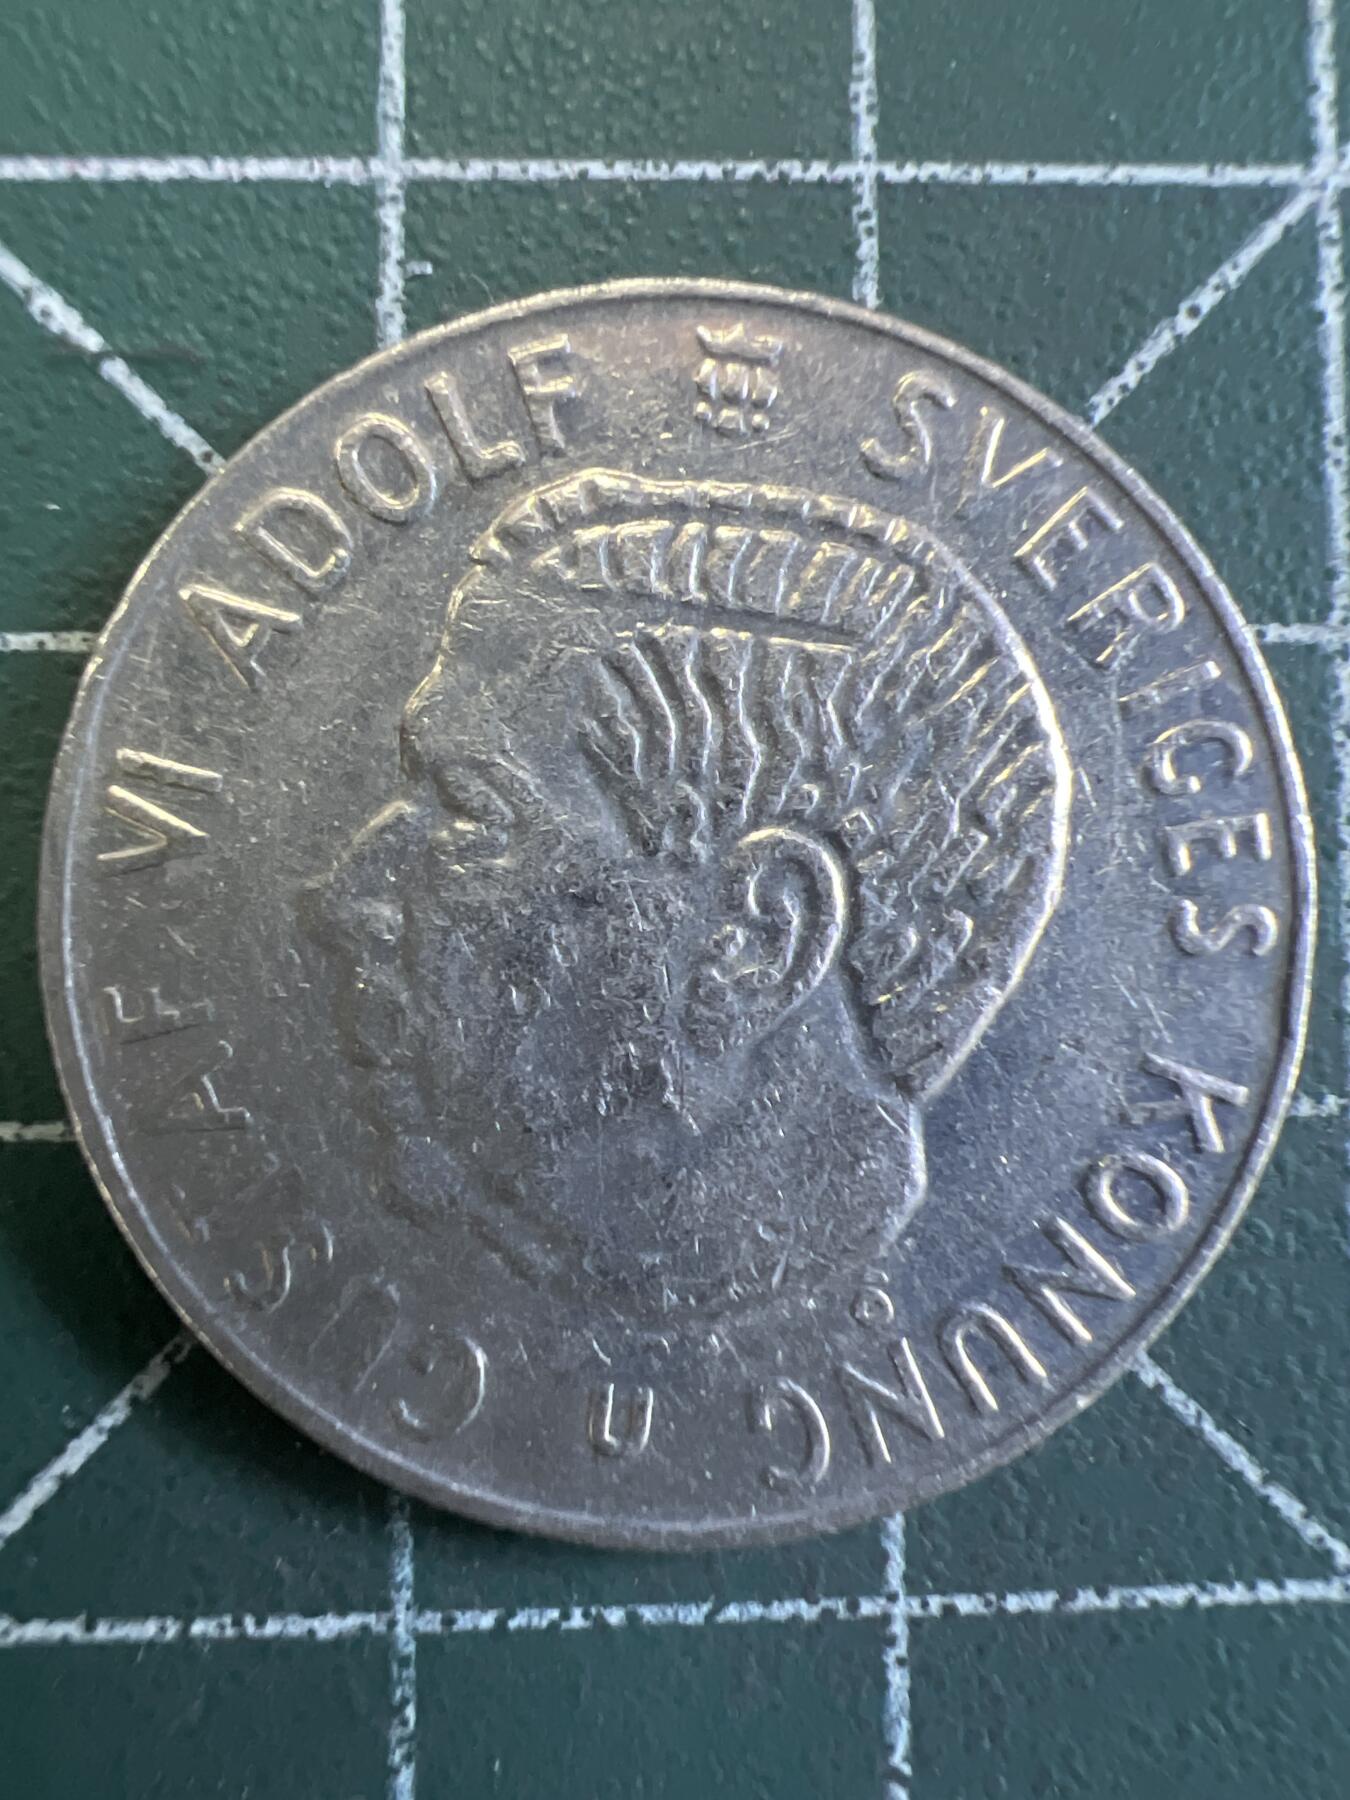 GUSTAF VI ADOLF
SVERIGES KONUNG
U